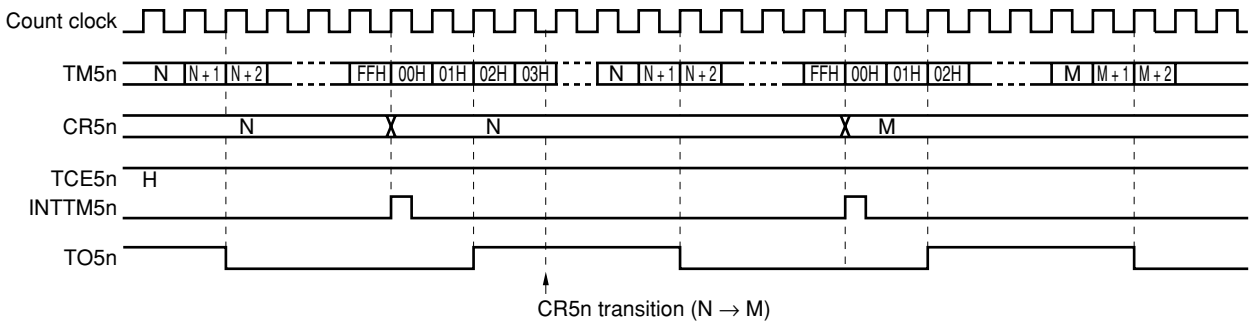 Count clock
TM5n N N + 1 N + 2 FFH 00H 01H 02H 03H N N + 1 N + 2 FFH 00H 01H 02H M M + 1 M + 2
CR5n N N M
TCE5n H
INTTM5n
TO5n
CR5n transition (N → M)